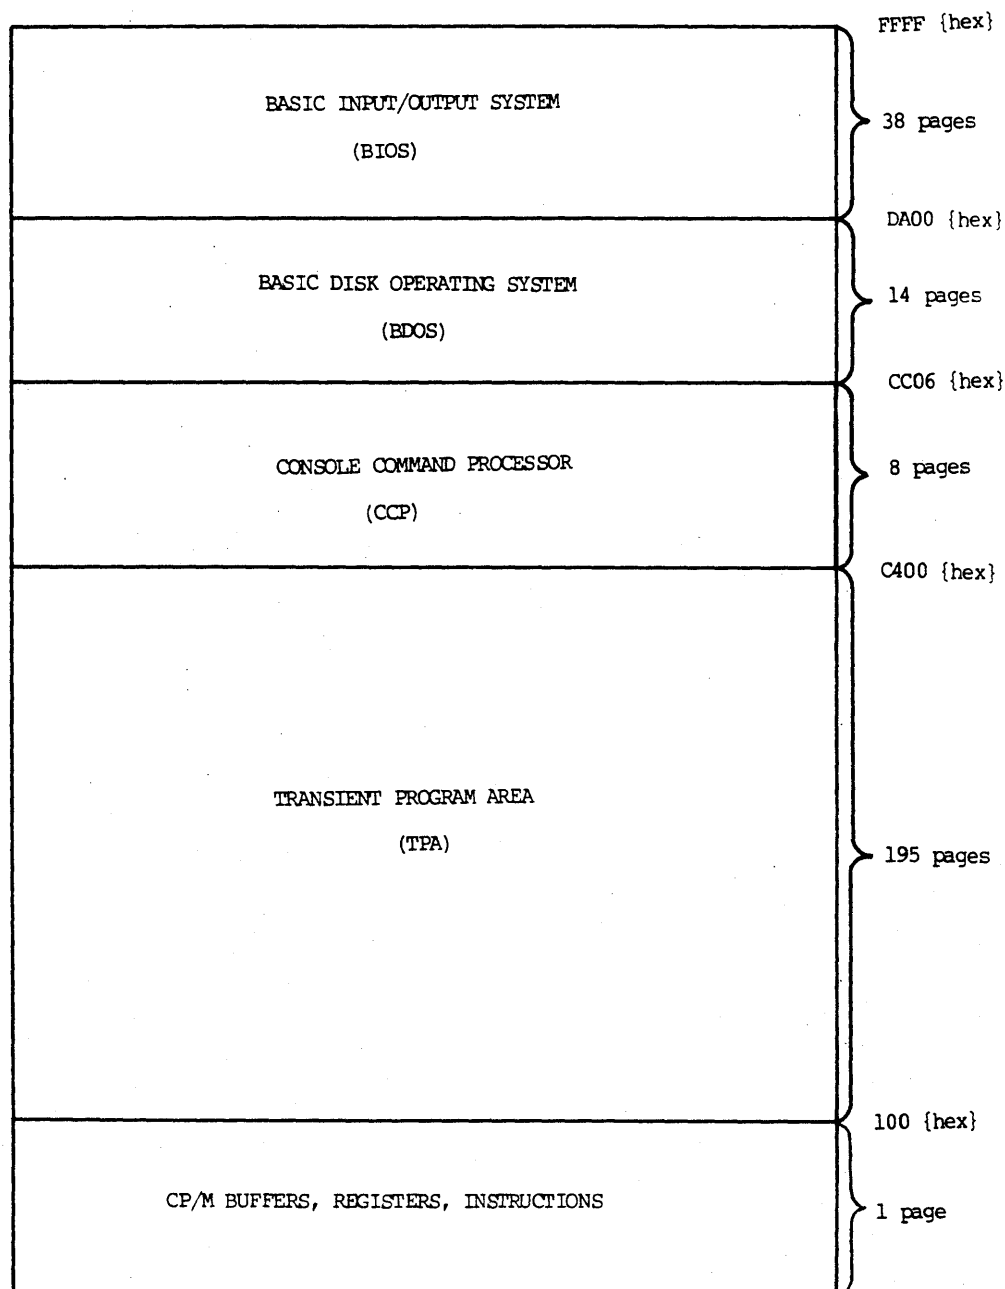 FFFF {hex}
BASIC INPUT/OUTPUT SYSTEM
(BIOS)
38 pages
DA00 {hex}
BASIC DISK OPERATING SYSTEM
(BDOS)
14 pages
CC06 {hex}
CONSOLE COMMAND PROCESSOR
(CCP)
8 pages
C400 {hex}
TRANSIENT PROGRAM AREA
(TPA)
195 pages
100 {hex}
CP/M BUFFERS, REGISTERS, INSTRUCTIONS
1 page